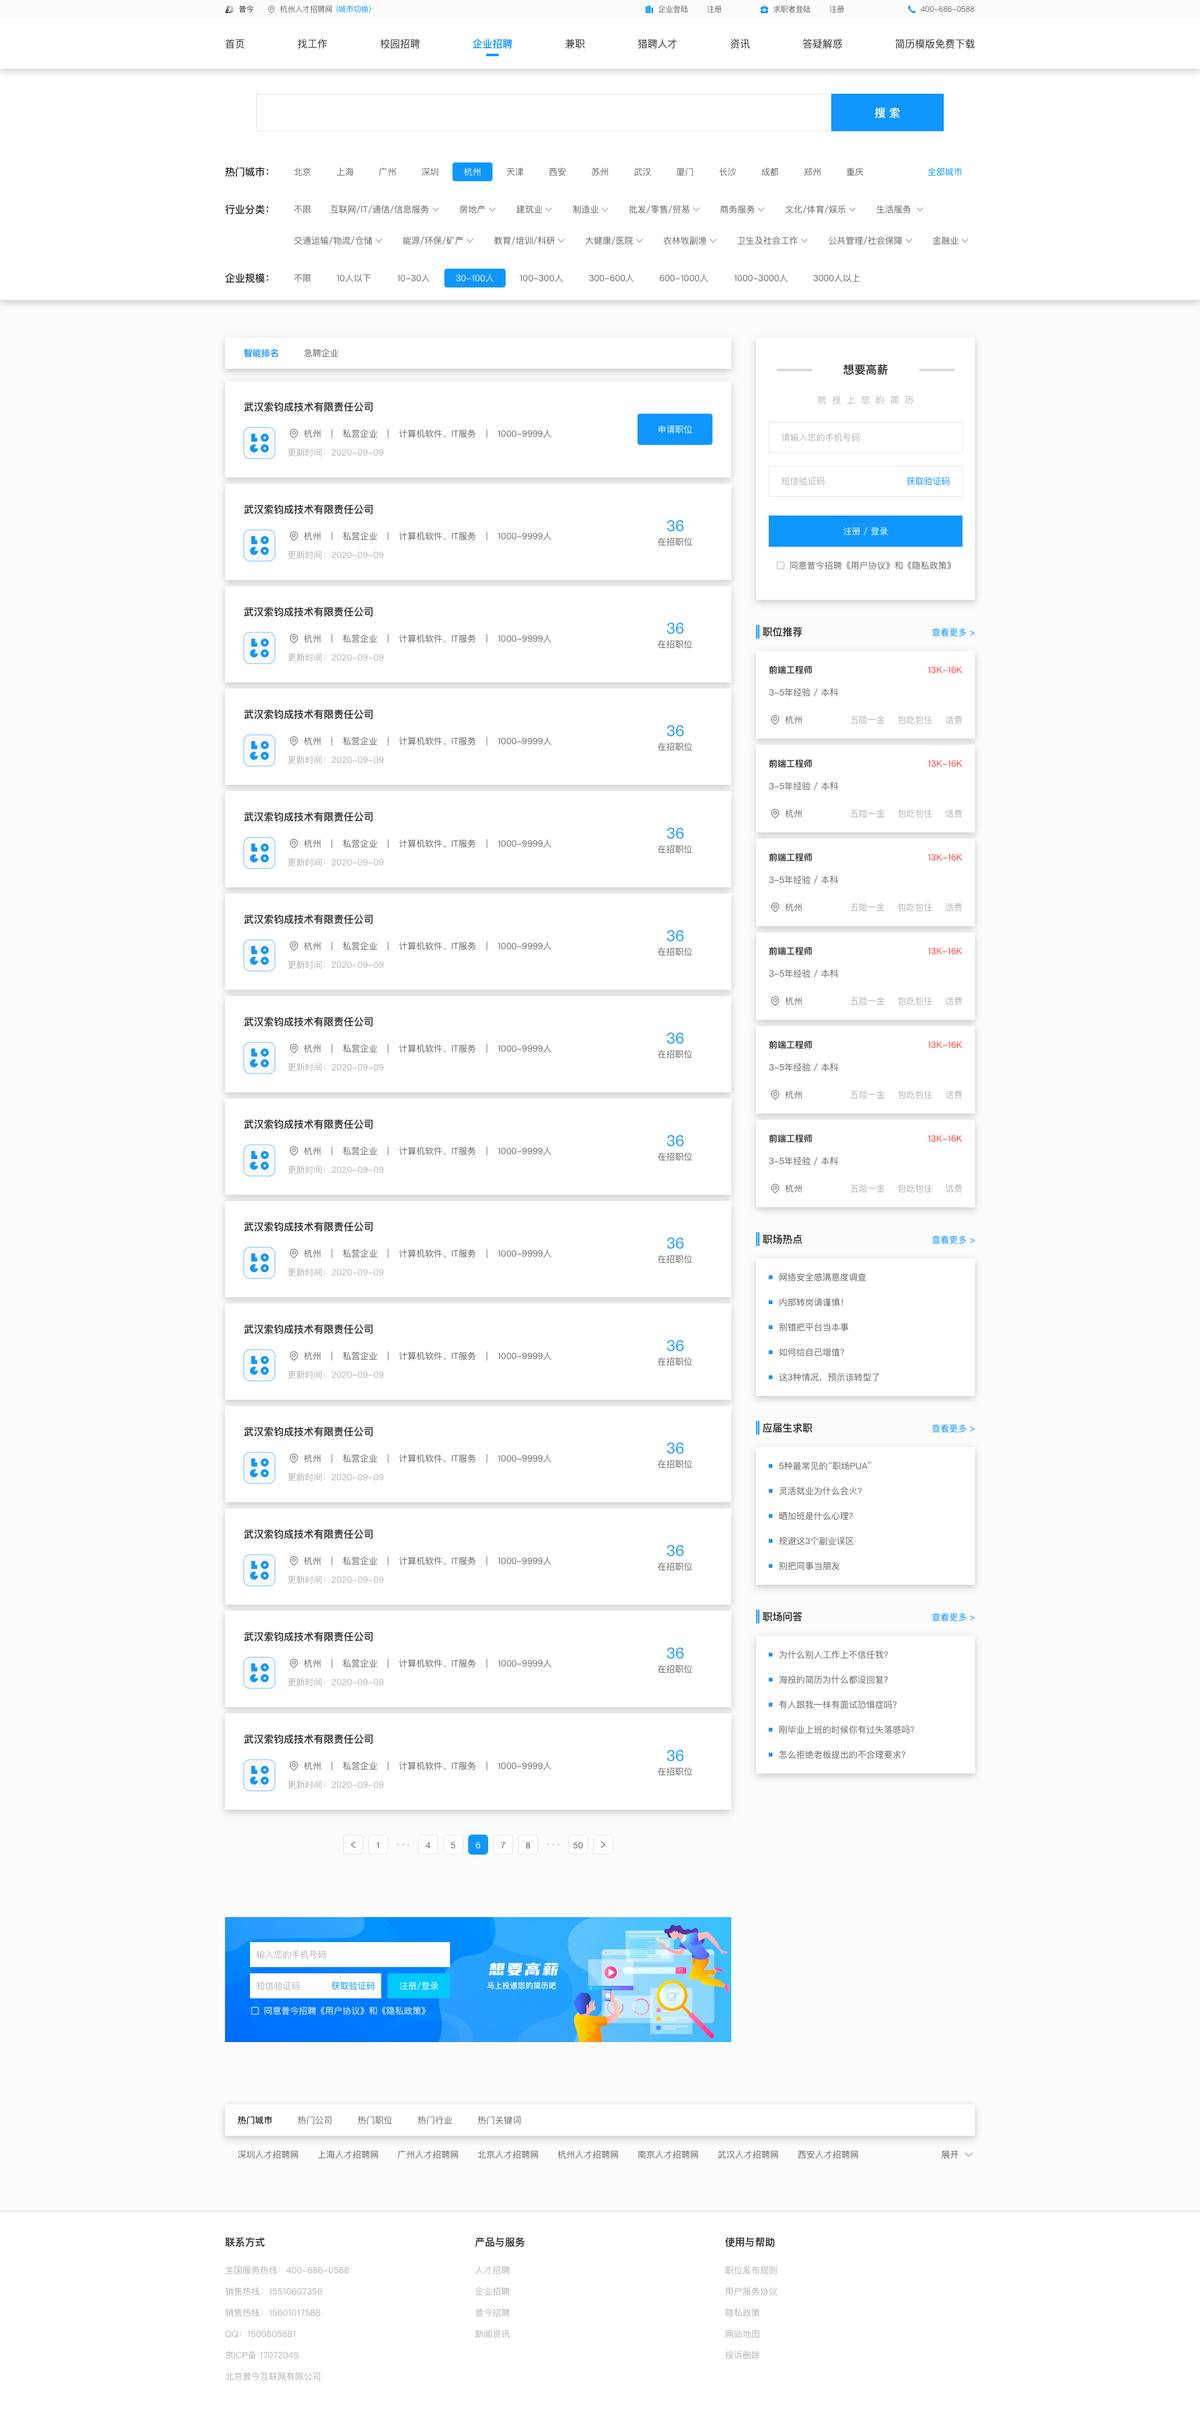 普今 杭州人才招聘网 (城市切换) 企业登陆 注册 求职者登陆 注册 400-686-0588
首页 找工作 校园招聘 企业招聘 兼职 猎聘人才 资讯 答疑解惑 简历模版免费下载
搜 索
热门城市： 北京 上海 广州 深圳 杭州 天津 西安 苏州 武汉 厦门 长沙 成都 郑州 重庆 全部城市
行业分类： 不限 互联网/IT/通信/信息服务 房地产 建筑业 制造业 批发/零售/贸易 商务服务 文化/体育/娱乐 生活服务
交通运输/物流/仓储 能源/环保/矿产 教育/培训/科研 大健康/医院 农林牧副渔 卫生及社会工作 公共管理/社会保障 金融业
企业规模： 不限 10人以下 10-30人 30-100人 100-300人 300-600人 600-1000人 1000-3000人 3000人以上
智能排名 急聘企业
武汉索钧成技术有限责任公司
杭州 | 私营企业 | 计算机软件、IT服务 | 1000-9999人
更新时间：2020-09-09
申请职位
武汉索钧成技术有限责任公司
杭州 | 私营企业 | 计算机软件、IT服务 | 1000-9999人
更新时间：2020-09-09
36
在招职位
武汉索钧成技术有限责任公司
杭州 | 私营企业 | 计算机软件、IT服务 | 1000-9999人
更新时间：2020-09-09
36
在招职位
武汉索钧成技术有限责任公司
杭州 | 私营企业 | 计算机软件、IT服务 | 1000-9999人
更新时间：2020-09-09
36
在招职位
武汉索钧成技术有限责任公司
杭州 | 私营企业 | 计算机软件、IT服务 | 1000-9999人
更新时间：2020-09-09
36
在招职位
武汉索钧成技术有限责任公司
杭州 | 私营企业 | 计算机软件、IT服务 | 1000-9999人
更新时间：2020-09-09
36
在招职位
武汉索钧成技术有限责任公司
杭州 | 私营企业 | 计算机软件、IT服务 | 1000-9999人
更新时间：2020-09-09
36
在招职位
武汉索钧成技术有限责任公司
杭州 | 私营企业 | 计算机软件、IT服务 | 1000-9999人
更新时间：2020-09-09
36
在招职位
武汉索钧成技术有限责任公司
杭州 | 私营企业 | 计算机软件、IT服务 | 1000-9999人
更新时间：2020-09-09
36
在招职位
武汉索钧成技术有限责任公司
杭州 | 私营企业 | 计算机软件、IT服务 | 1000-9999人
更新时间：2020-09-09
36
在招职位
武汉索钧成技术有限责任公司
杭州 | 私营企业 | 计算机软件、IT服务 | 1000-9999人
更新时间：2020-09-09
36
在招职位
武汉索钧成技术有限责任公司
杭州 | 私营企业 | 计算机软件、IT服务 | 1000-9999人
更新时间：2020-09-09
36
在招职位
武汉索钧成技术有限责任公司
杭州 | 私营企业 | 计算机软件、IT服务 | 1000-9999人
更新时间：2020-09-09
36
在招职位
武汉索钧成技术有限责任公司
杭州 | 私营企业 | 计算机软件、IT服务 | 1000-9999人
更新时间：2020-09-09
36
在招职位
< 1 ··· 4 5 6 7 8 ··· 50 >
想要高薪
就 投 上 您 的 简 历
请输入您的手机号码
短信验证码 获取验证码
注册 / 登录
同意普今招聘《用户协议》和《隐私政策》
职位推荐 查看更多 >
前端工程师 13K-16K
3-5年经验 / 本科
杭州 五险一金 包吃包住 话费
前端工程师 13K-16K
3-5年经验 / 本科
杭州 五险一金 包吃包住 话费
前端工程师 13K-16K
3-5年经验 / 本科
杭州 五险一金 包吃包住 话费
前端工程师 13K-16K
3-5年经验 / 本科
杭州 五险一金 包吃包住 话费
前端工程师 13K-16K
3-5年经验 / 本科
杭州 五险一金 包吃包住 话费
前端工程师 13K-16K
3-5年经验 / 本科
杭州 五险一金 包吃包住 话费
职场热点 查看更多 >
网络安全感满意度调查
内部转岗请谨慎！
别错把平台当本事
如何给自己增值？
这3种情况，预示该转型了
应届生求职 查看更多 >
5种最常见的“职场PUA”
灵活就业为什么会火？
晒加班是什么心理？
规避这3个副业误区
别把同事当朋友
职场问答 查看更多 >
为什么别人工作上不信任我？
海投的简历为什么都没回复？
有人跟我一样有面试恐惧症吗？
刚毕业上班的时候你有过失落感吗？
怎么拒绝老板提出的不合理要求？
输入您的手机号码
短信验证码 获取验证码 注册/登录
同意普今招聘《用户协议》和《隐私政策》
想要高薪
马上投递您的简历吧
热门城市 热门公司 热门职位 热门行业 热门关键词
深圳人才招聘网 上海人才招聘网 广州人才招聘网 北京人才招聘网 杭州人才招聘网 南京人才招聘网 武汉人才招聘网 西安人才招聘网 展开
联系方式
全国服务热线：400-686-0588
销售热线：15510607356
销售热线：15601017588
QQ：1500805881
京ICP备 17072045
北京普今互联网有限公司
产品与服务
人才招聘
企业招聘
普今招聘
新闻资讯
使用与帮助
职位发布规则
用户服务协议
隐私政策
网站地图
投诉删除